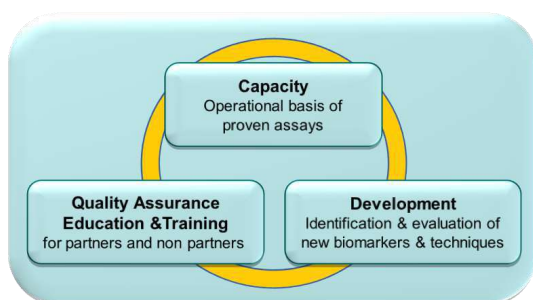 Capacity
Operational basis of
proven assays
Quality Assurance
Education &Training
for partners and non partners
Development
Identification & evaluation of
new biomarkers & techniques